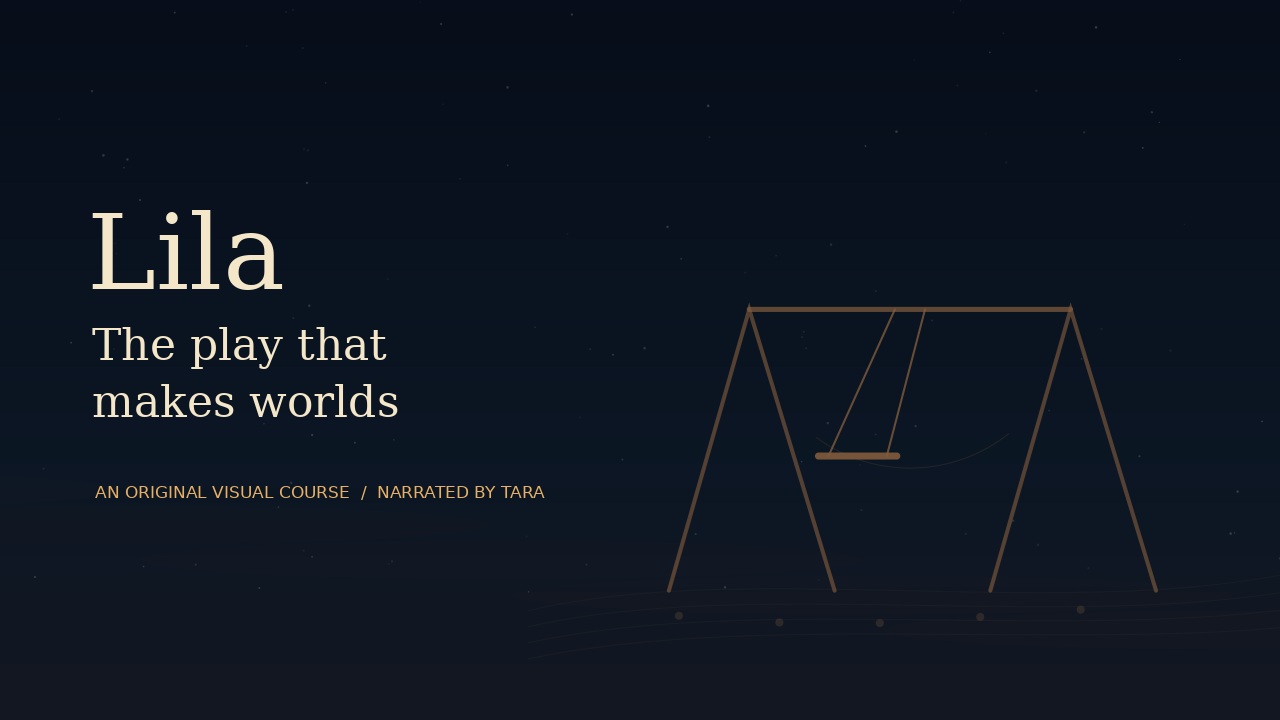 Lila
The play that
makes worlds
AN ORIGINAL VISUAL COURSE / NARRATED BY TARA